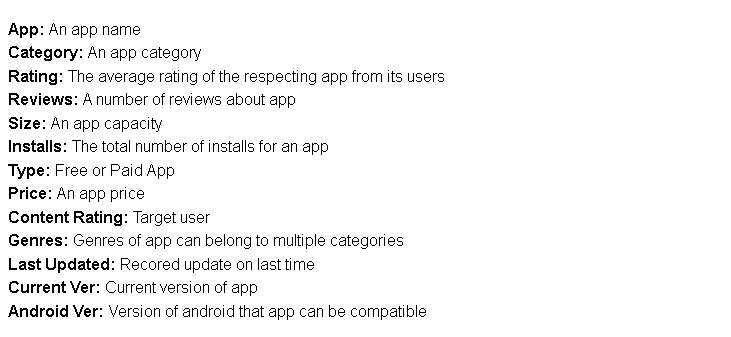 App: An app name
Category: An app category
Rating: The average rating of the respecting app from its users
Reviews: A number of reviews about app
Size: An app capacity
Installs: The total number of installs for an app
Type: Free or Paid App
Price: An app price
Content Rating: Target user
Genres: Genres of app can belong to multiple categories
Last Updated: Recored update on last time
Current Ver: Current version of app
Android Ver: Version of android that app can be compatible